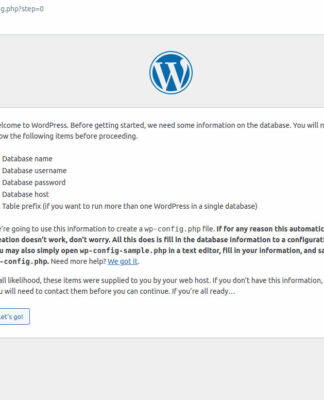 g.php?step=0
elcome to WordPress. Before getting started, we need some information on the database. You will n
ow the following items before proceeding.
Database name
Database username
Database password
Database host
Table prefix (if you want to run more than one WordPress in a single database)
e're going to use this information to create a wp-config.php file. If for any reason this automatic
eation doesn't work, don't worry. All this does is fill in the database information to a configurati
u may also simply open wp-config-sample.php in a text editor, fill in your information, and sa
-config.php. Need more help? We got it.
all likelihood, these items were supplied to you by your web host. If you don't have this information,
u will need to contact them before you can continue. If you're all ready…
et's go!